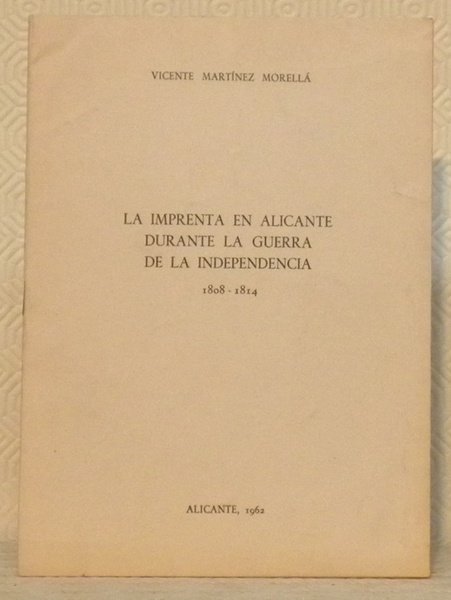 VICENTE MARTÍNEZ MORELLÁ
LA IMPRENTA EN ALICANTE
DURANTE LA GUERRA
DE LA INDEPENDENCIA
1808 - 1814
ALICANTE, 1962